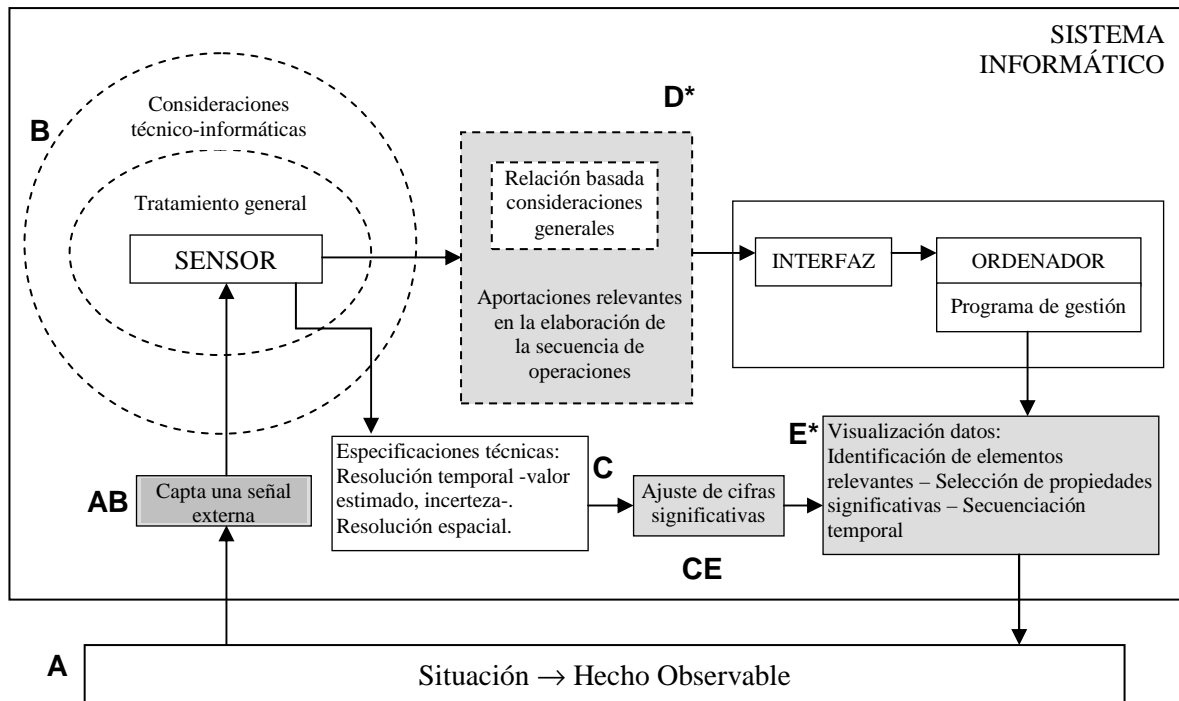 SISTEMA
INFORMÁTICO
B
Consideraciones
técnico-informáticas
Tratamiento general
SENSOR
D*
Relación basada
consideraciones
generales
Aportaciones relevantes
en la elaboración de
la secuencia de
operaciones
INTERFAZ
ORDENADOR
Programa de gestión
AB
Capta una señal
externa
Especificaciones técnicas:
Resolución temporal -valor
estimado, incerteza-.
Resolución espacial.
C
Ajuste de cifras
significativas
CE
E*
Visualización datos:
Identificación de elementos
relevantes – Selección de propiedades
significativas – Secuenciación
temporal
A
Situación → Hecho Observable